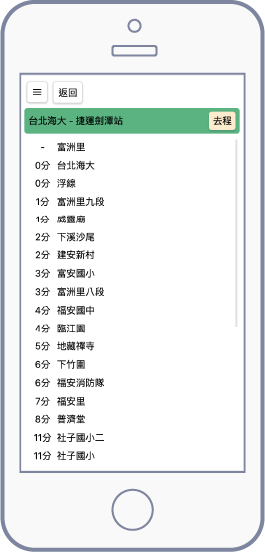 ≡ 返回
台北海大 - 捷運劍潭站 去程
- 富洲里
0分 台北海大
0分 浮線
1分 富洲里九段
1分 威靈廟
2分 下溪沙尾
2分 建安新村
3分 富安國小
3分 富洲里八段
4分 福安國中
4分 臨江園
5分 地藏禪寺
6分 下竹圍
6分 福安消防隊
7分 福安里
8分 普濟堂
11分 社子國小二
11分 社子國小